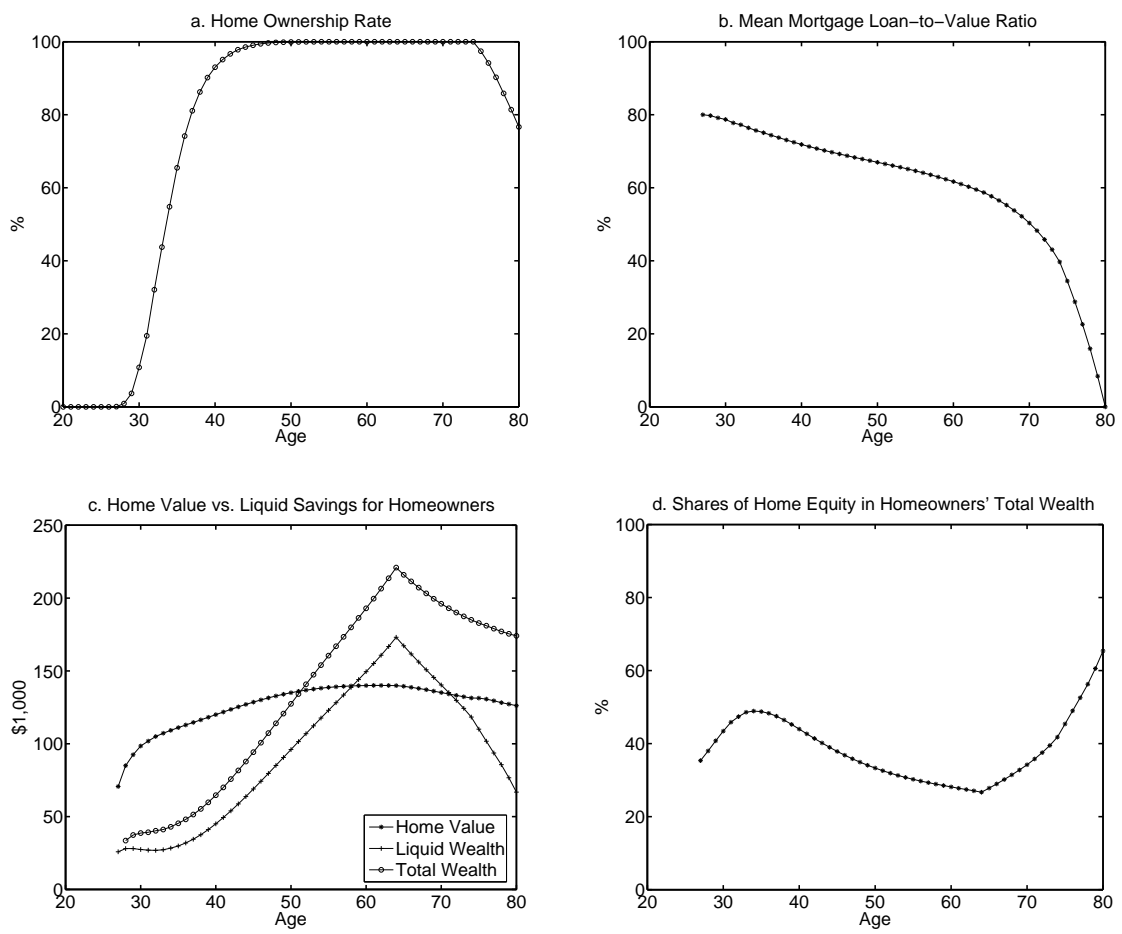 a. Home Ownership Rate
100
80
60
40
20
0
%
20 30 40 50 60 70 80
Age
b. Mean Mortgage Loan−to−Value Ratio
100
80
60
40
20
0
%
20 30 40 50 60 70 80
Age
c. Home Value vs. Liquid Savings for Homeowners
250
200
150
100
50
0
$1,000
20 30 40 50 60 70 80
Age
Home Value
Liquid Wealth
Total Wealth
d. Shares of Home Equity in Homeowners’ Total Wealth
100
80
60
40
20
0
%
20 30 40 50 60 70 80
Age